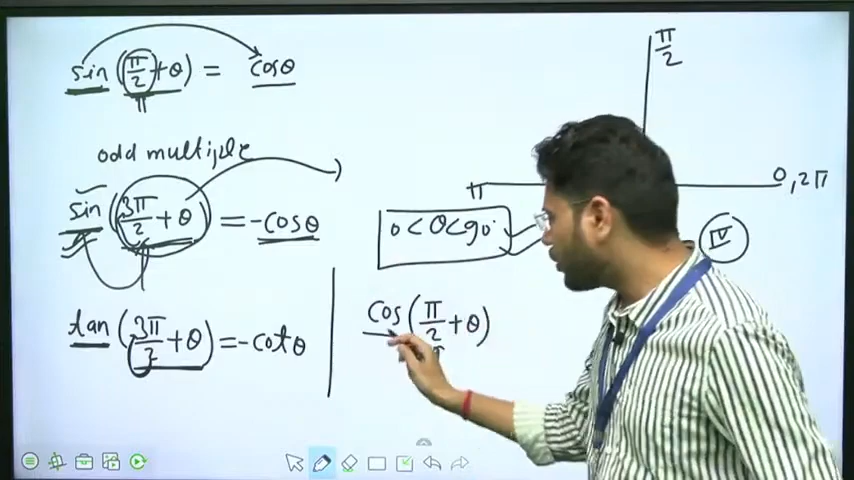 sin (π/2 + θ) = cosθ
π
odd multiple
sin (3π/2 + θ) = -cosθ
tan (3π/2 + θ) = -cotθ
π/2
π
0, 2π
0 < θ < 90°
IV
cos (π/2 + θ)